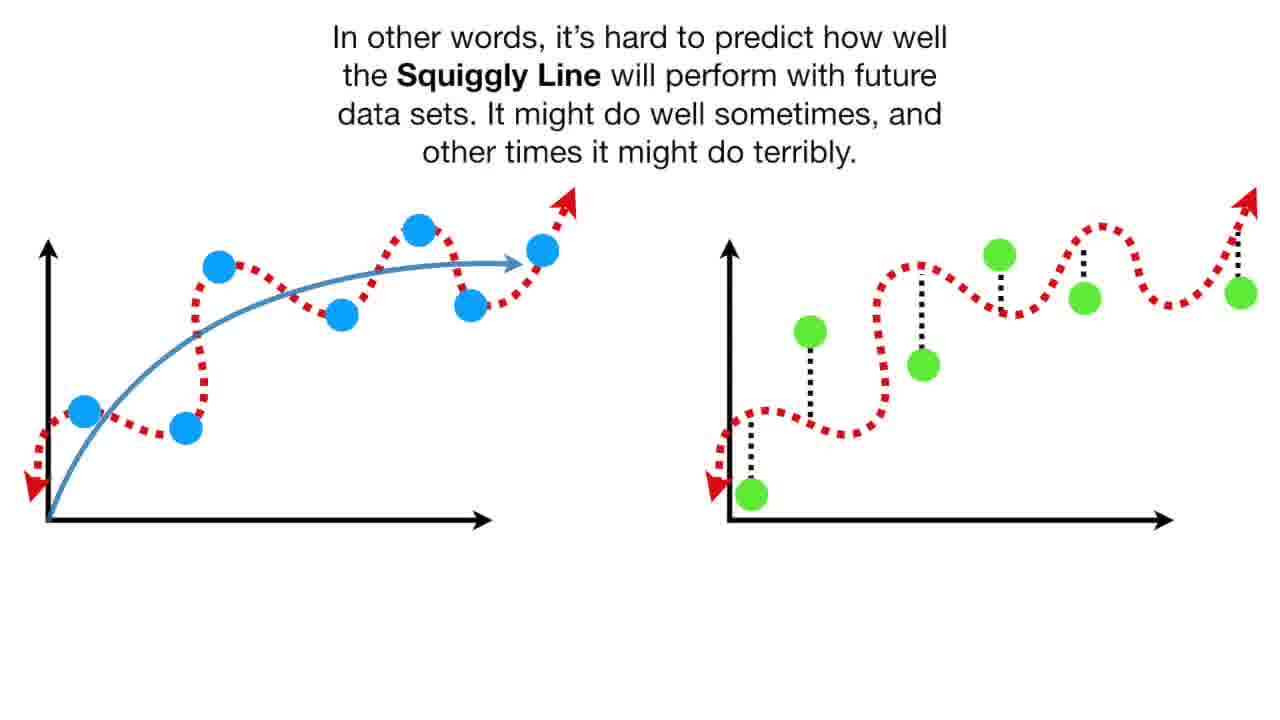 In other words, it’s hard to predict how well
the Squiggly Line will perform with future
data sets. It might do well sometimes, and
other times it might do terribly.